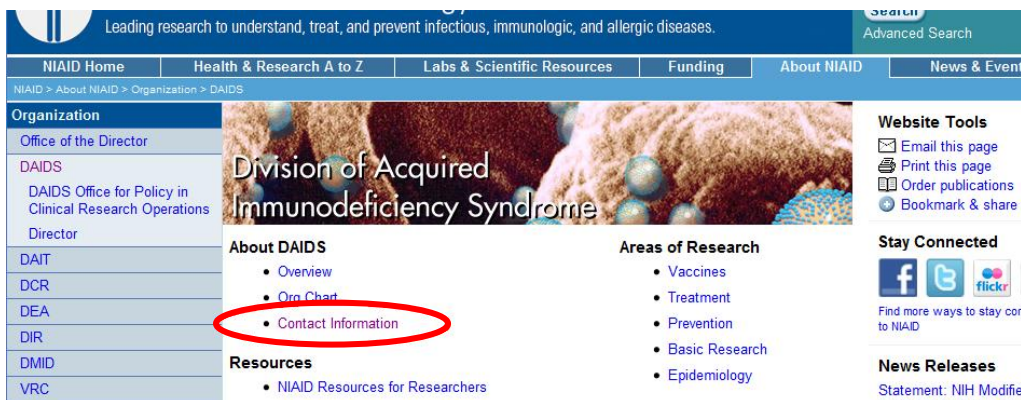 Leading research to understand, treat, and prevent infectious, immunologic, and allergic diseases.
Search
Advanced Search
NIAID Home
Health & Research A to Z
Labs & Scientific Resources
Funding
About NIAID
News & Event
NIAID > About NIAID > Organization > DAIDS
Organization
Office of the Director
DAIDS
DAIDS Office for Policy in
Clinical Research Operations
Director
DAIT
DCR
DEA
DIR
DMID
VRC
Division of Acquired
Immunodeficiency Syndrome
About DAIDS
• Overview
• Org Chart
• Contact Information
Resources
• NIAID Resources for Researchers
Areas of Research
• Vaccines
• Treatment
• Prevention
• Basic Research
• Epidemiology
Website Tools
Email this page
Print this page
Order publications
Bookmark & share
Stay Connected
flickr
Find more ways to stay con
to NIAID
News Releases
Statement: NIH Modifie